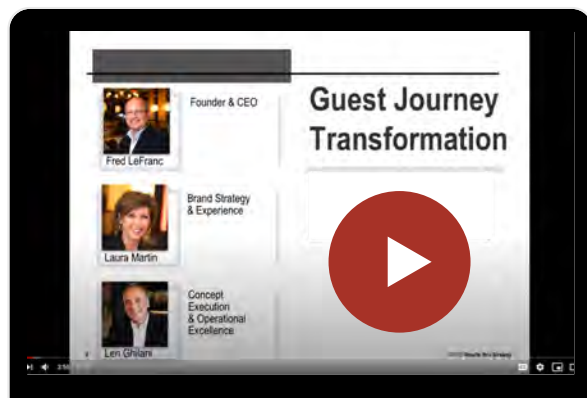 Founder & CEO
Fred LeFranc
Brand Strategy
& Experience
Laura Martin
Concept
Execution
& Operational
Excellence
Len Ghilani
Guest Journey
Transformation